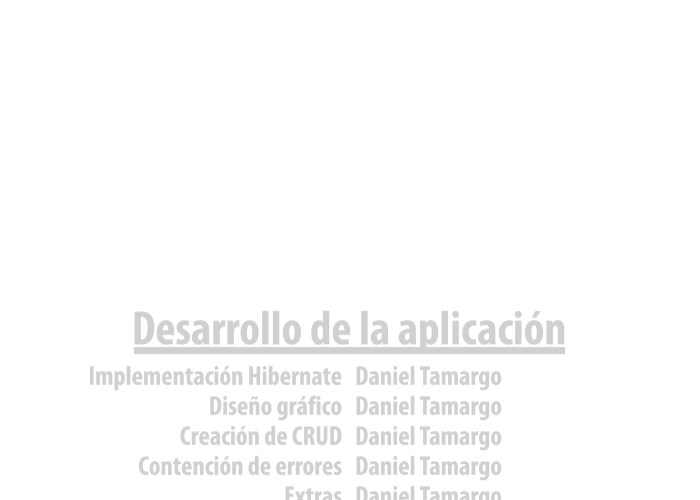 Desarrollo de la aplicación
Implementación Hibernate Daniel Tamargo
Diseño gráfico Daniel Tamargo
Creación de CRUD Daniel Tamargo
Contención de errores Daniel Tamargo
Extras Daniel Tamargo